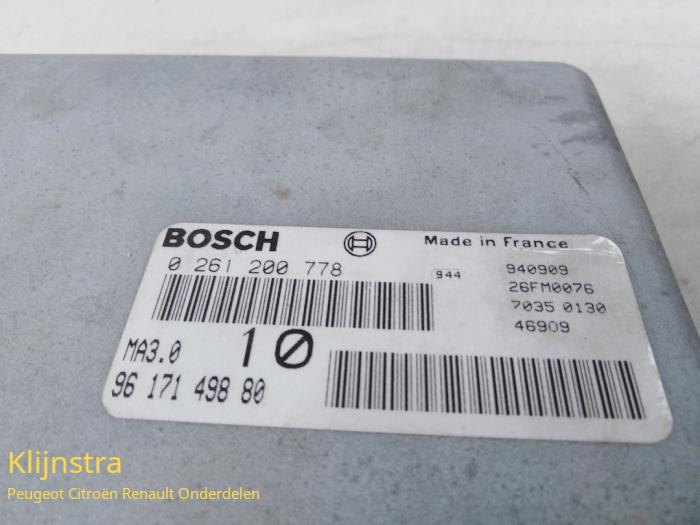 BOSCH
Made in France
0 261 200 778
944
940909
26FM0076
7035 0130
46909
MA3.0
10
96 171 498 80
Klijnstra
Peugeot Citroën Renault Onderdelen